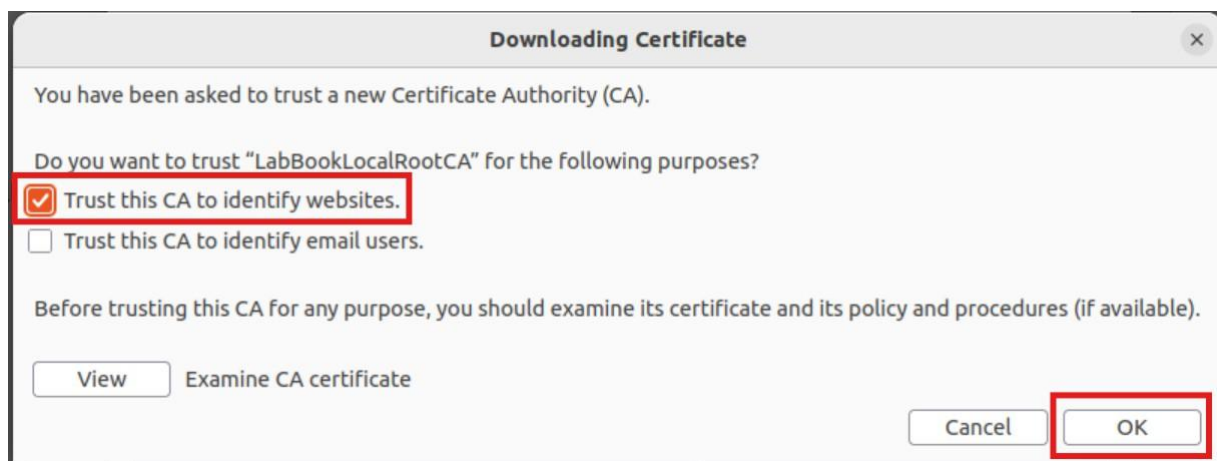 Downloading Certificate
You have been asked to trust a new Certificate Authority (CA).
Do you want to trust “LabBookLocalRootCA” for the following purposes?
Trust this CA to identify websites.
Trust this CA to identify email users.
Before trusting this CA for any purpose, you should examine its certificate and its policy and procedures (if available).
View Examine CA certificate
Cancel OK